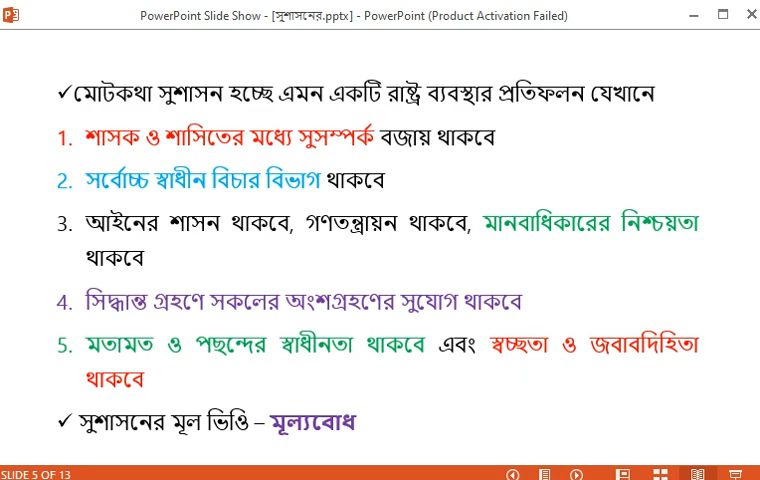 PowerPoint Slide Show - [সুশাসনের.pptx] - PowerPoint (Product Activation Failed)
✓মোটকথা সুশাসন হচ্ছে এমন একটি রাষ্ট্র ব্যবস্থার প্রতিফলন যেখানে
1. শাসক ও শাসিতের মধ্যে সুসম্পর্ক বজায় থাকবে
2. সর্বোচ্চ স্বাধীন বিচার বিভাগ থাকবে
3. আইনের শাসন থাকবে, গণতন্ত্রায়ন থাকবে, মানবাধিকারের নিশ্চয়তা
থাকবে
4. সিদ্ধান্ত গ্রহণে সকলের অংশগ্রহণের সুযোগ থাকবে
5. মতামত ও পছন্দের স্বাধীনতা থাকবে এবং স্বচ্ছতা ও জবাবদিহিতা
থাকবে
✓ সুশাসনের মূল ভিত্তি – মূল্যবোধ
SLIDE 5 OF 13